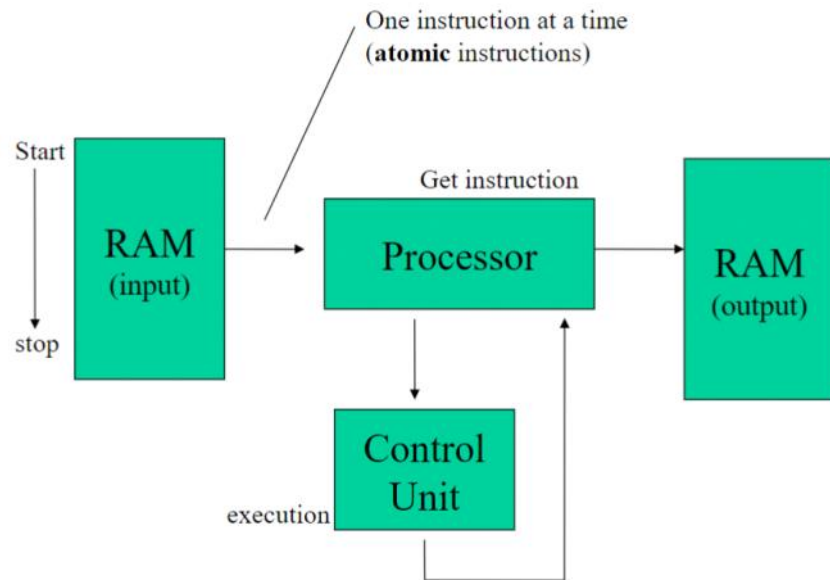 One instruction at a time
(atomic instructions)
Start
Get instruction
RAM
(input)
Processor
RAM
(output)
stop
Control
Unit
execution